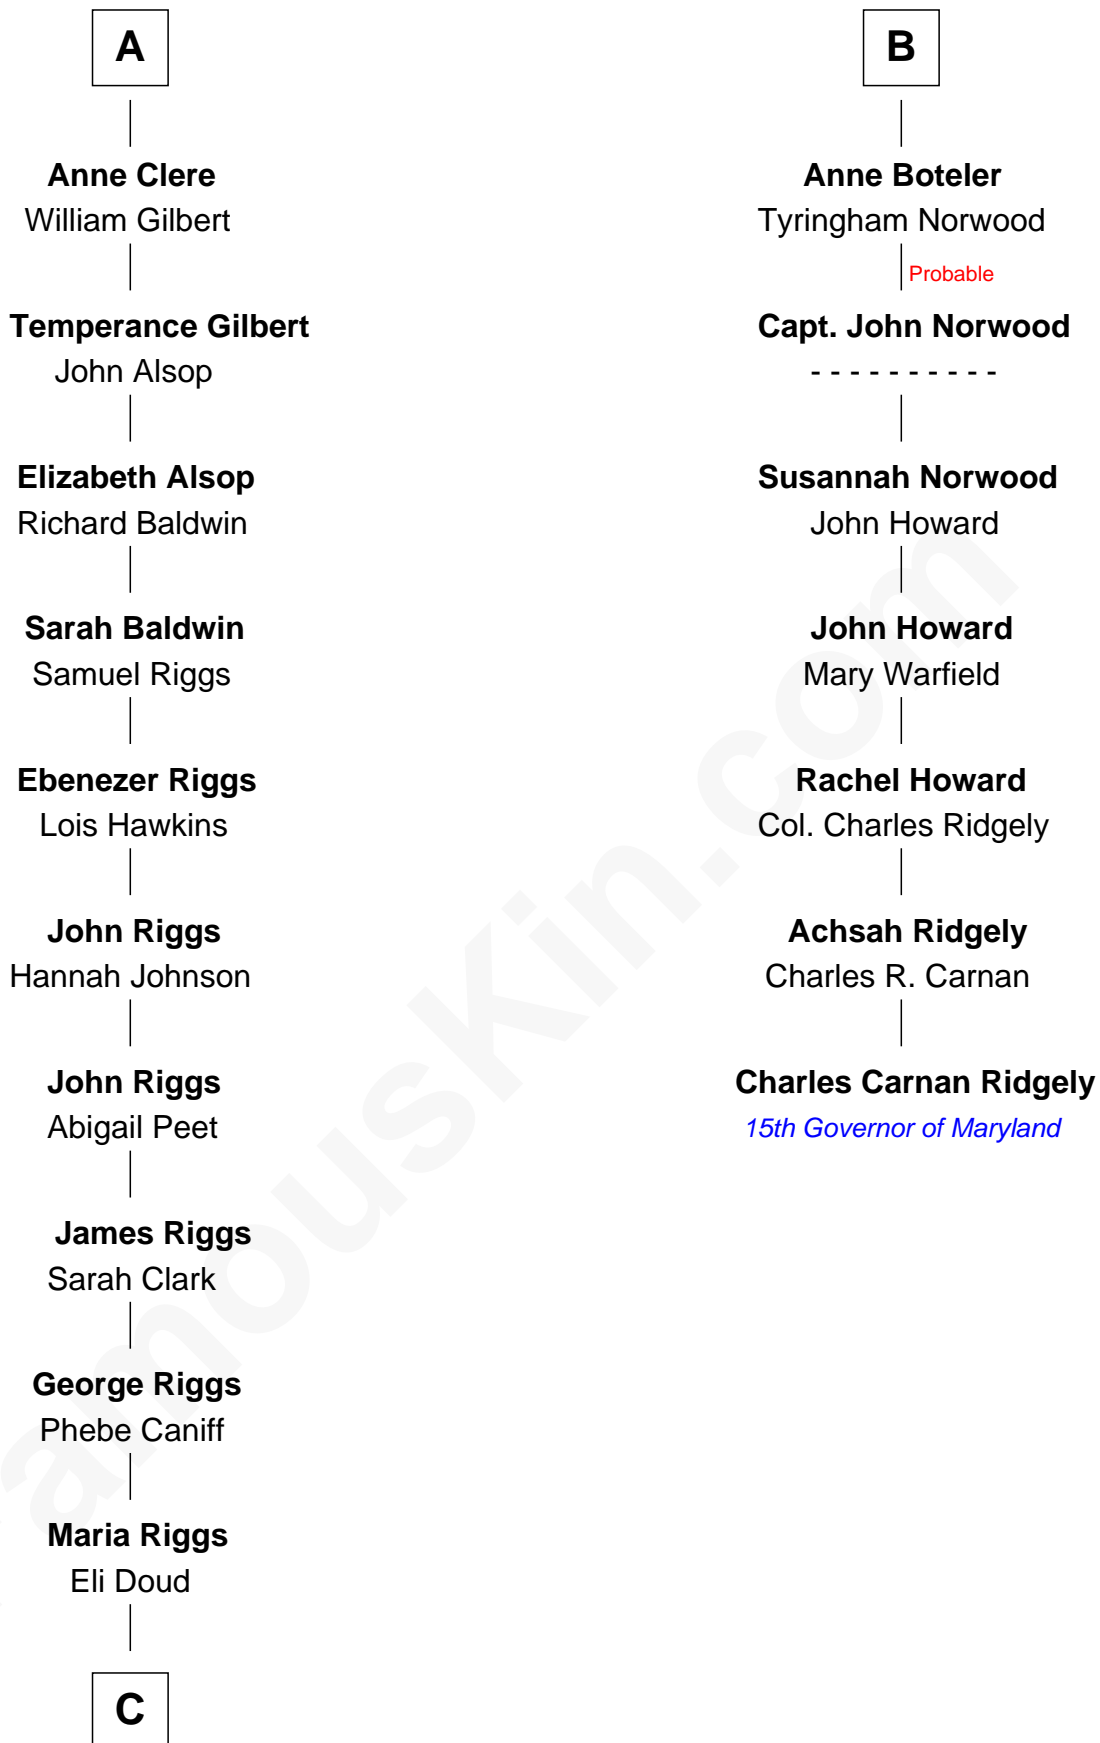 A
Anne Clere
William Gilbert
Temperance Gilbert
John Alsop
Elizabeth Alsop
Richard Baldwin
Sarah Baldwin
Samuel Riggs
Ebenezer Riggs
Lois Hawkins
John Riggs
Hannah Johnson
John Riggs
Abigail Peet
James Riggs
Sarah Clark
George Riggs
Phebe Caniff
Maria Riggs
Eli Doud
C
B
Anne Boteler
Tyringham Norwood
Probable
Capt. John Norwood
- - - - - - - - - -
Susannah Norwood
John Howard
John Howard
Mary Warfield
Rachel Howard
Col. Charles Ridgely
Achsah Ridgely
Charles R. Carnan
Charles Carnan Ridgely
15th Governor of Maryland
famouskin.com